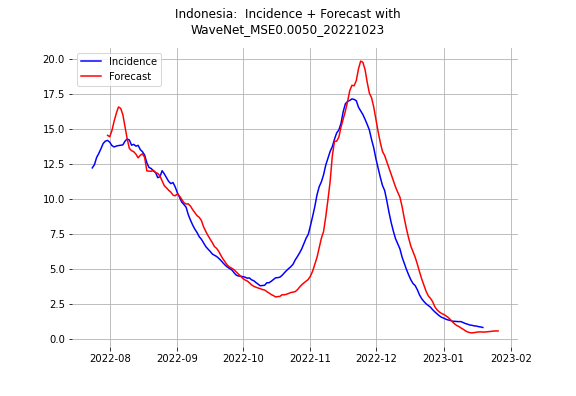 Indonesia:  Incidence + Forecast with
WaveNet_MSE0.0050_20221023
Incidence
Forecast
20.0
17.5
15.0
12.5
10.0
7.5
5.0
2.5
0.0
2022-08 2022-09 2022-10 2022-11 2022-12 2023-01 2023-02